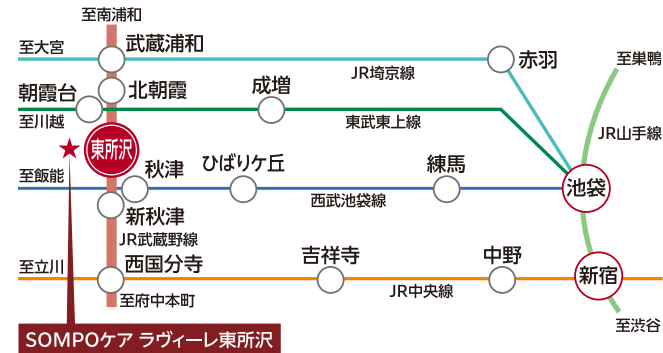 至南浦和
至大宮
武蔵浦和
赤羽
至巣鴨
JR埼京線
朝霞台
北朝霞
成増
至川越
東武東上線
JR山手線
東所沢
秋津
ひばりケ丘
練馬
池袋
至飯能
西武池袋線
新秋津
JR武蔵野線
西国分寺
吉祥寺
中野
新宿
至立川
JR中央線
至府中本町
至渋谷
SOMPOケア ラヴィーレ東所沢